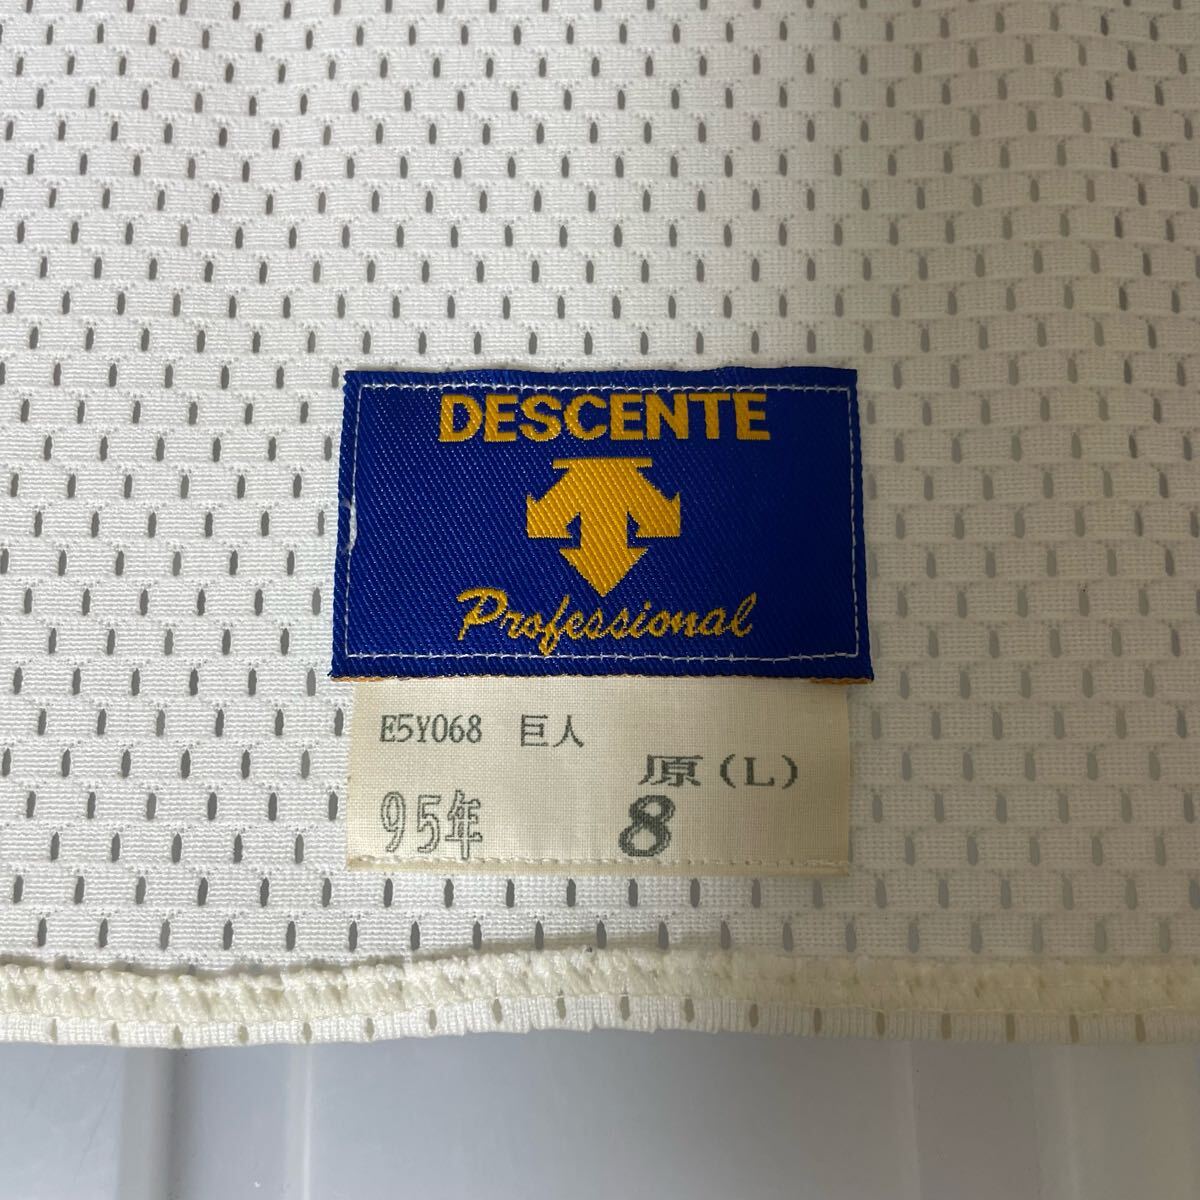 DESCENTE
Professional
E5Y068 巨人
原(L)
95年 8